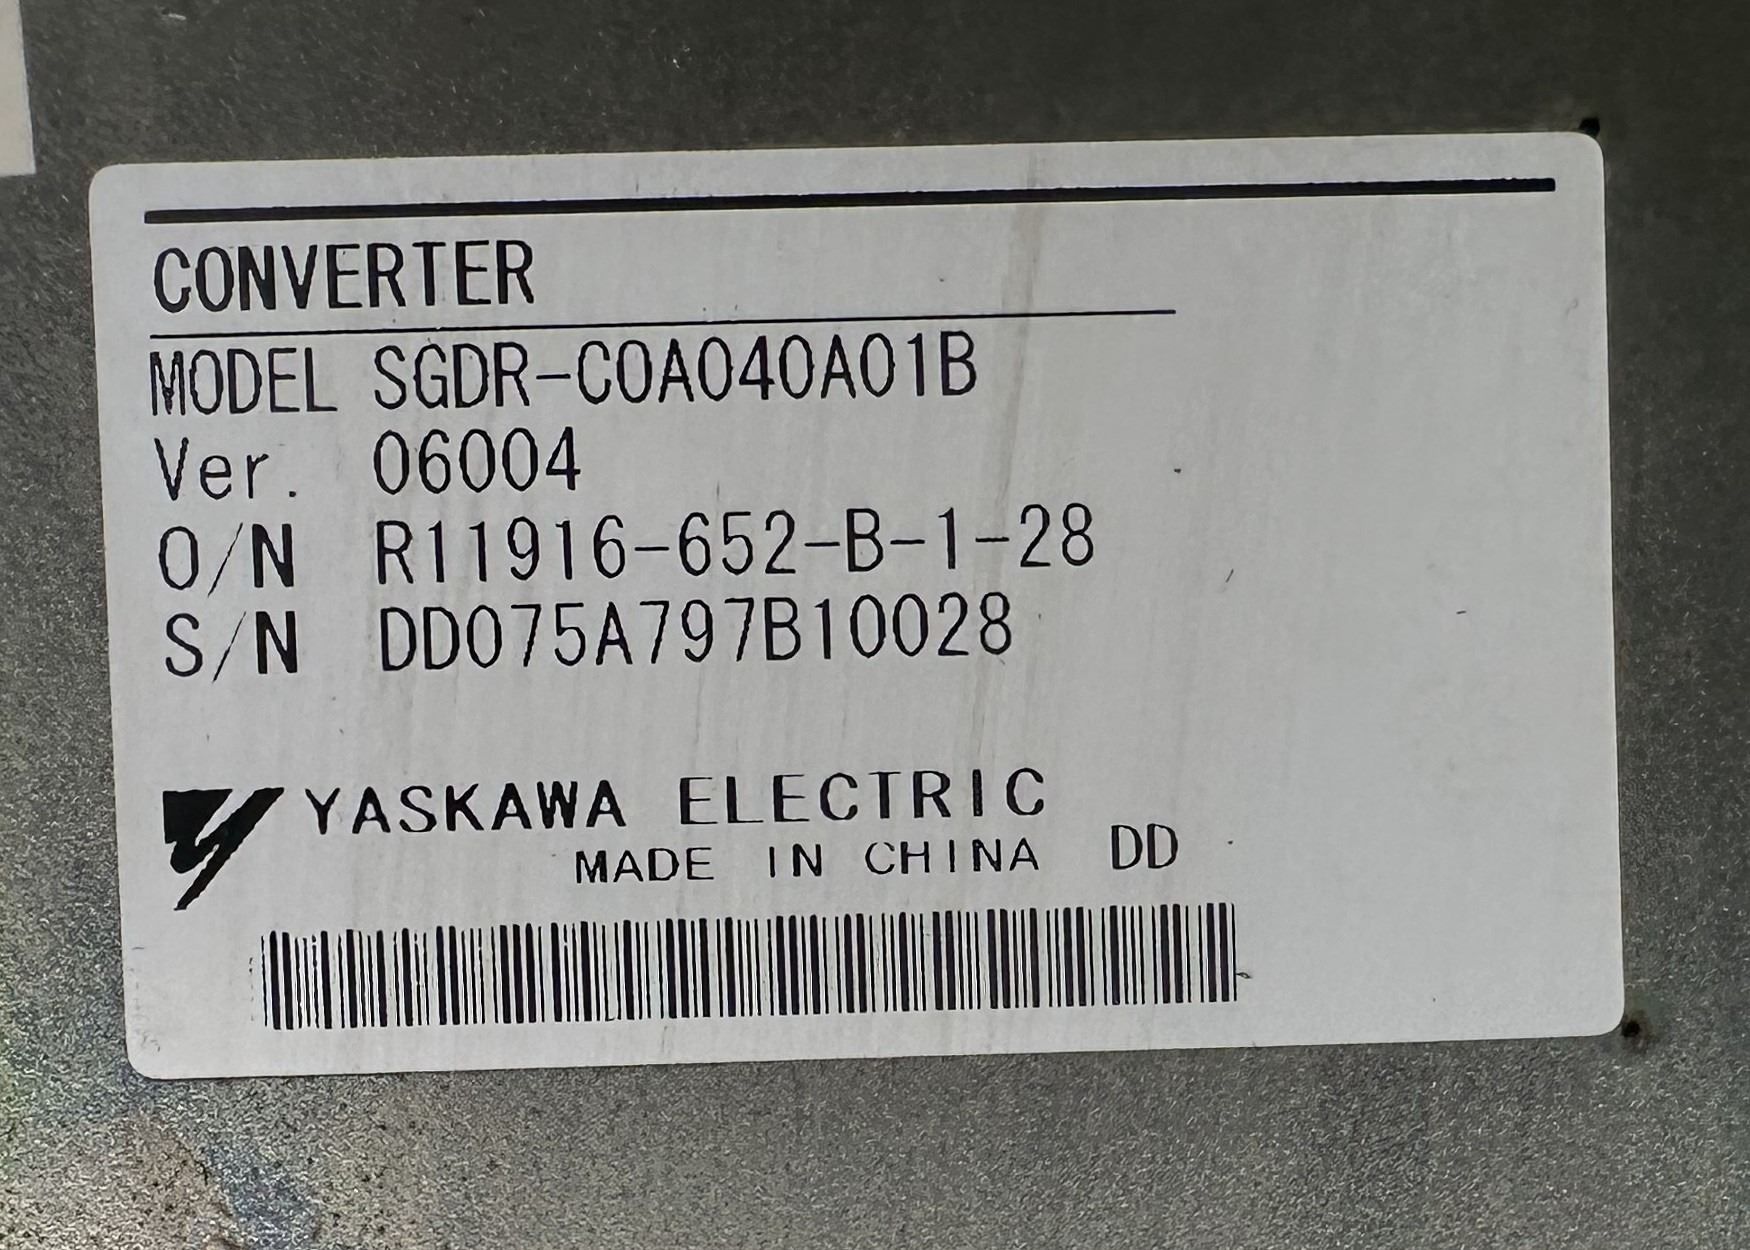 CONVERTER
MODEL SGDR-COA040A01B
Ver. 06004
O/N R11916-652-B-1-28
S/N DD075A797B10028
YASKAWA ELECTRIC
MADE IN CHINA DD